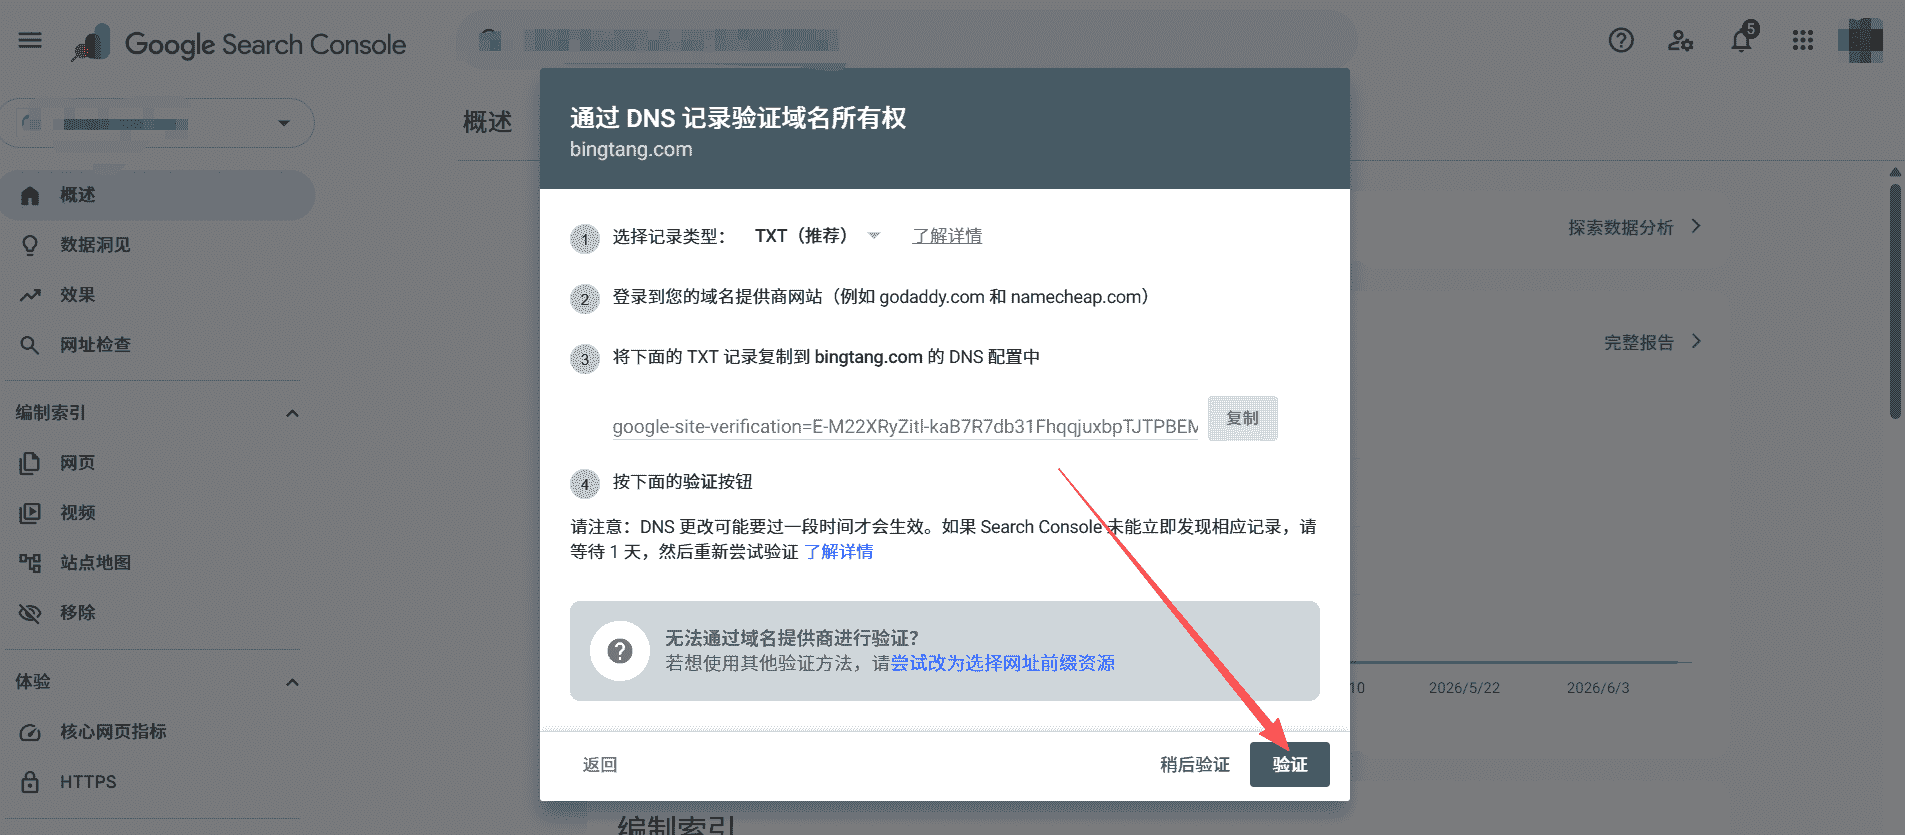 Google Search Console
5
概述
数据洞见
效果
网址检查
编制索引
网页
视频
站点地图
移除
体验
核心网页指标
HTTPS
概述
探索数据分析
完整报告
10
2026/5/22
2026/6/3
编制索引
通过 DNS 记录验证域名所有权
bingtang.com
1 选择记录类型： TXT（推荐） 了解详情
2 登录到您的域名提供商网站（例如 godaddy.com 和 namecheap.com）
3 将下面的 TXT 记录复制到 bingtang.com 的 DNS 配置中
google-site-verification=E-M22XRyZitl-kaB7R7db31FhqqjuxbpTJTPBEM 复制
4 按下面的验证按钮
请注意：DNS 更改可能要过一段时间才会生效。如果 Search Console 未能立即发现相应记录，请
等待 1 天，然后重新尝试验证 了解详情
无法通过域名提供商进行验证？
若想使用其他验证方法，请尝试改为选择网址前缀资源
返回 稍后验证 验证